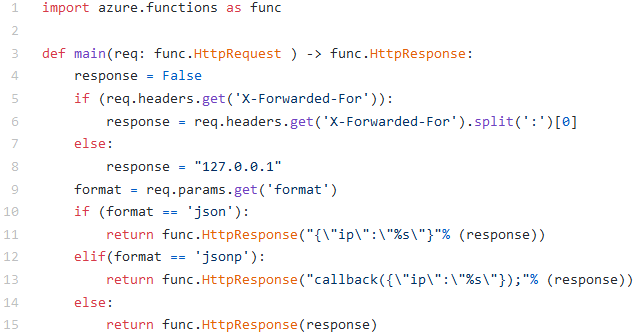 1 import azure.functions as func
2
3 def main(req: func.HttpRequest ) -> func.HttpResponse:
4     response = False
5     if (req.headers.get('X-Forwarded-For')):
6         response = req.headers.get('X-Forwarded-For').split(':')[0]
7     else:
8         response = "127.0.0.1"
9     format = req.params.get('format')
10     if (format == 'json'):
11         return func.HttpResponse("{\"ip\":\"%s\"}"% (response))
12     elif(format == 'jsonp'):
13         return func.HttpResponse("callback({\"ip\":\"%s\"});"% (response))
14     else:
15         return func.HttpResponse(response)